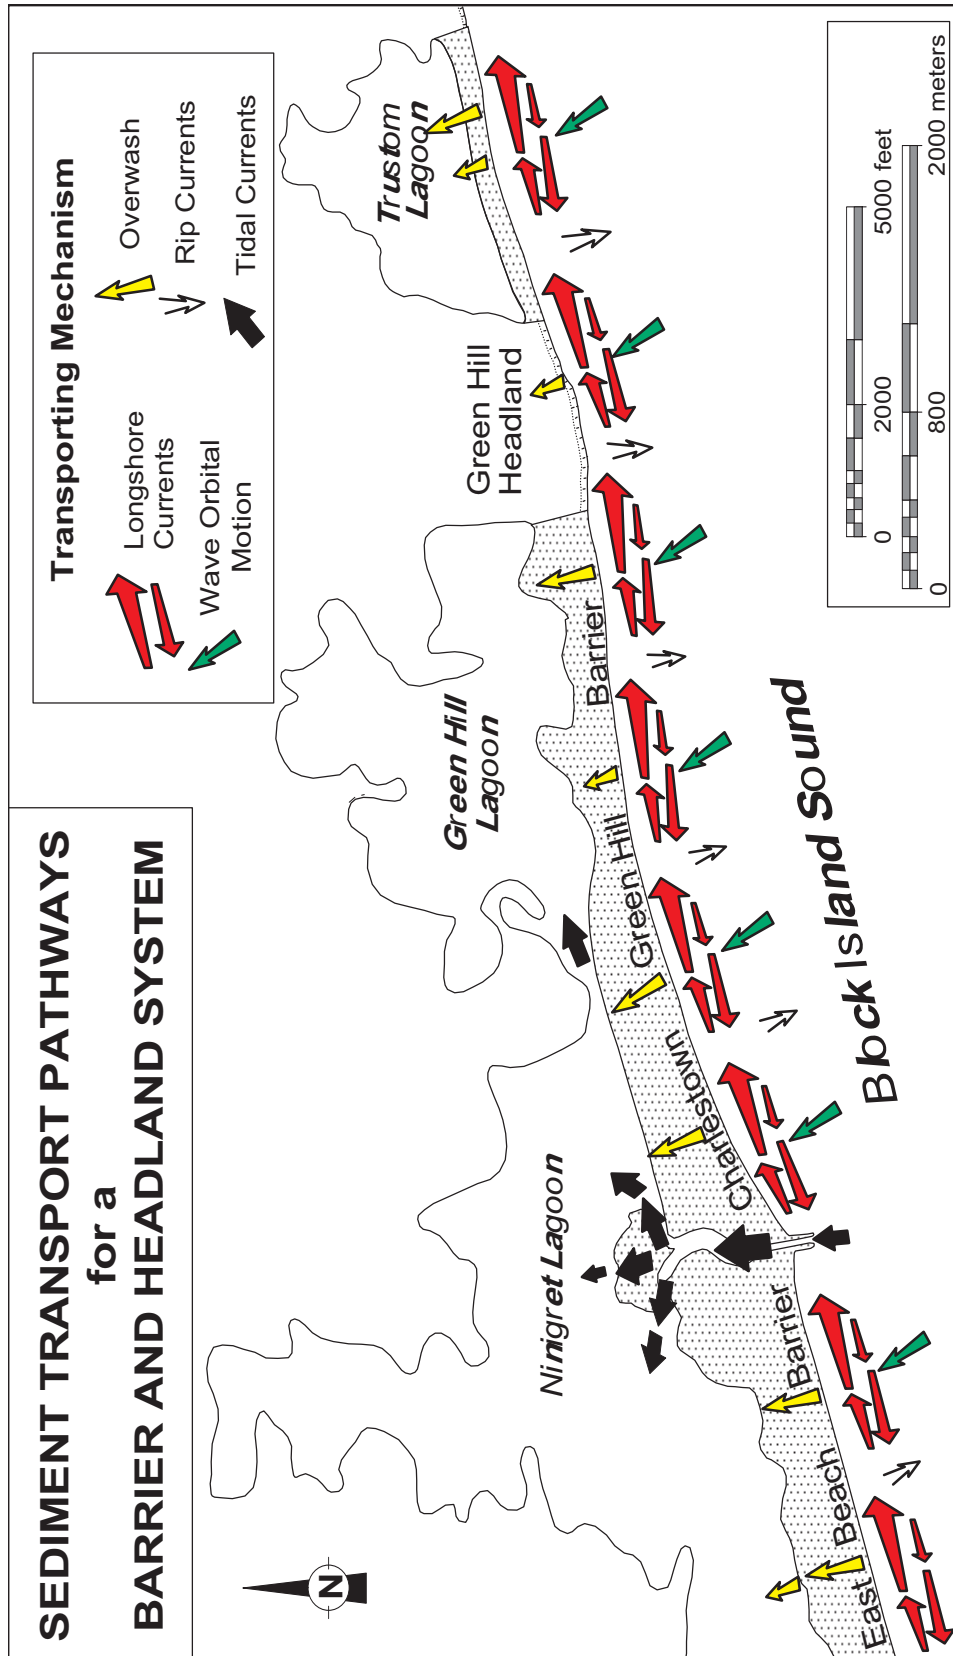 SEDIMENT TRANSPORT PATHWAYS
for a
BARRIER AND HEADLAND SYSTEM
Transporting Mechanism
Longshore
Currents
Wave Orbital
Motion
Overwash
Rip Currents
Tidal Currents
N
Ninigret Lagoon
Green Hill
Lagoon
Trustom
Lagoon
Green Hill
Headland
East Beach Barrier
Charlestown Green Hill Barrier
Block Island Sound
0 2000 5000 feet
0 800 2000 meters